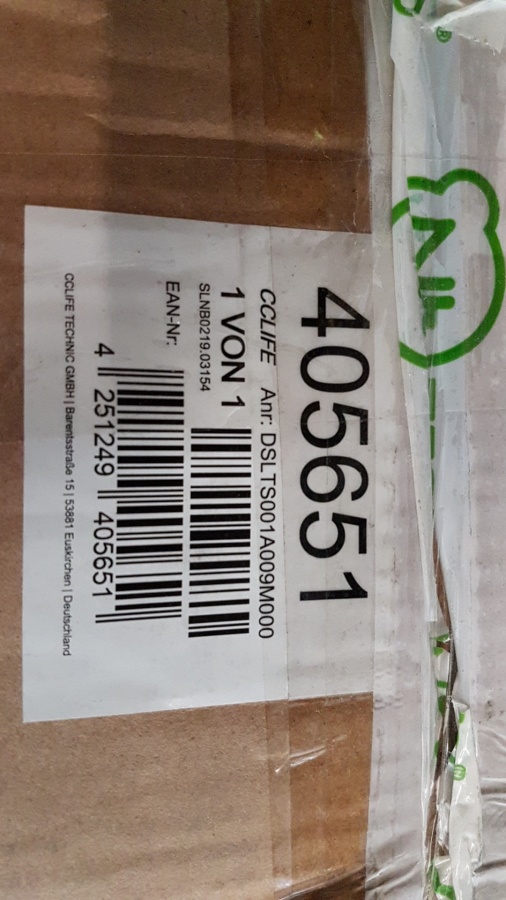 405651
CCLIFE Anr: DSLTS001A009M000
1 VON 1
SLNB0219.03154
EAN-Nr:
4 251249 405651
CCLIFE TECHNIC GMBH | Barentsstraße 15 | 53881 Euskirchen | Deutschland